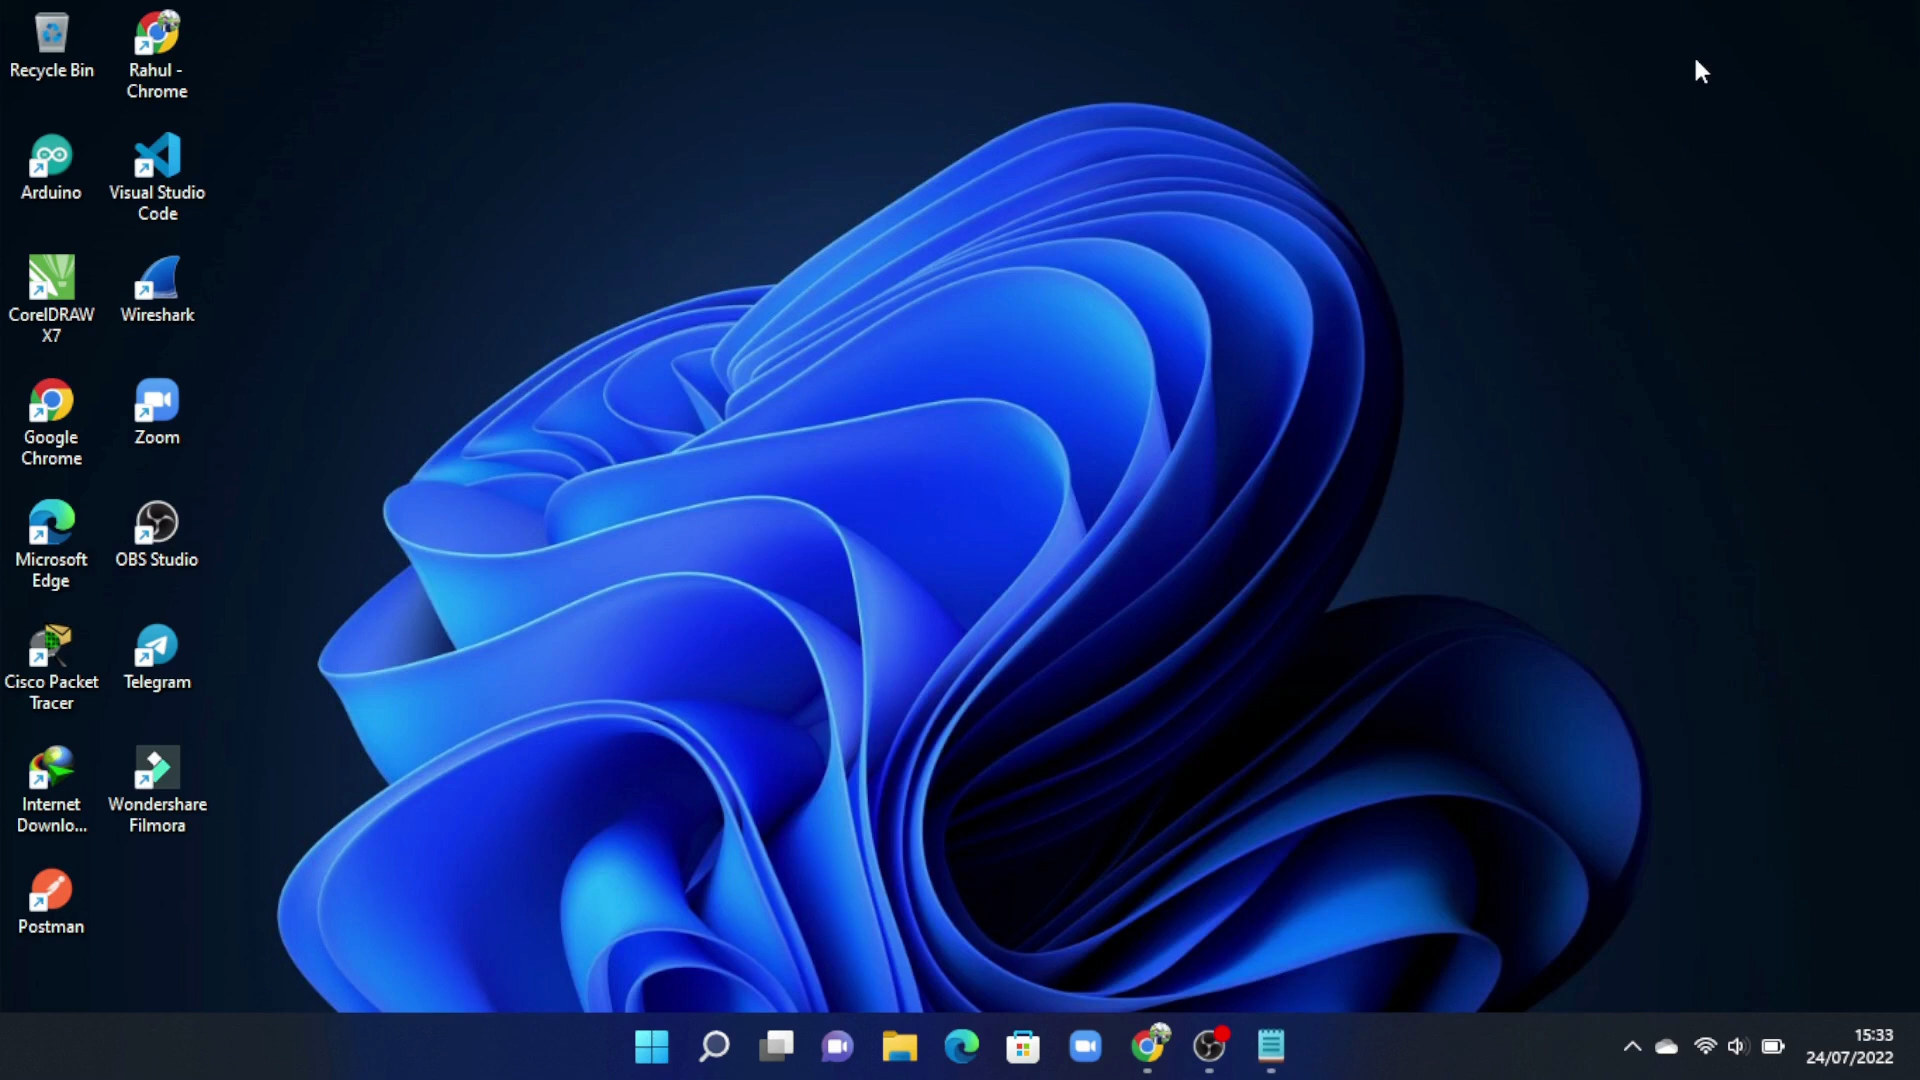 Recycle Bin
Rahul -
Chrome
Arduino
Visual Studio
Code
CorelDRAW
X7
Wireshark
Google
Chrome
Zoom
Microsoft
Edge
OBS Studio
Cisco Packet
Tracer
Telegram
Internet
Downlo...
Wondershare
Filmora
Postman
15:33
24/07/2022